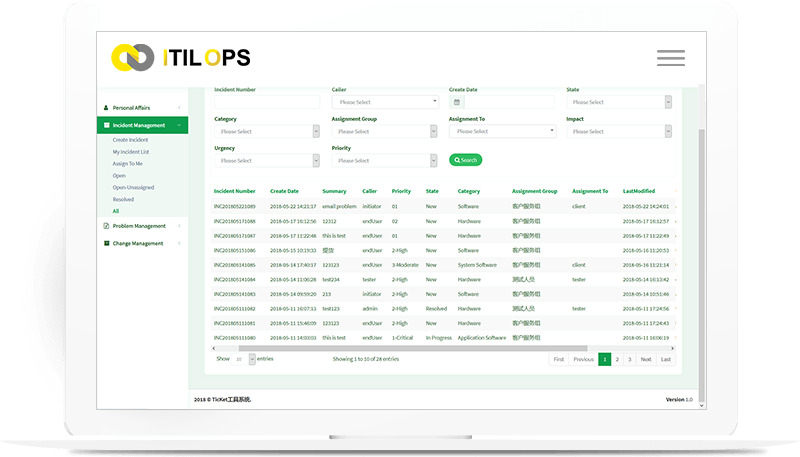 ITIL OPS
Incident Number Caller Create Date State
Personal Affairs
Please Select Please Select
Incident Management
Category Assignment Group Assignment To Impact
Please Select Please Select Please Select Please Select
Create Incident
My Incident List
Urgency Priority
Assign To Me
Please Select Please Select Search
Open
Open-Unassigned
Resolved
All
Problem Management
Change Management
Incident Number Create Date Summary Caller Priority State Category Assignment Group Assignment To LastModified
INC201805221089 2018-05-22 14:21:17 email problem initiator 01 New Software 客户服务组 client 2018-05-22 14:24:01
INC201805171088 2018-05-17 16:12:56 12312 endUser 02 New Hardware 客户服务组 2018-05-17 16:12:57
INC201805171087 2018-05-17 11:22:48 this is test endUser 01 New Hardware 客户服务组 2018-05-17 11:22:49
INC201805151086 2018-05-15 10:19:33 提货 endUser 2-High New Hardware 客户服务组 2018-05-16 11:20:53
INC201805141085 2018-05-14 17:40:17 123123 endUser 3-Moderate New System Software 客户服务组 client 2018-05-16 11:21:14
INC201805141084 2018-05-14 11:06:28 test234 tester 2-High New Hardware 测试人员 tester 2018-05-14 16:13:42
INC201805141083 2018-05-14 09:59:20 213 initiator 2-High New Software 客户服务组 2018-05-14 10:51:46
INC201805111082 2018-05-11 16:07:13 test123 admin 2-High Resolved Hardware 测试人员 tester 2018-05-11 17:24:56
INC201805111081 2018-05-11 15:46:09 123123 endUser 2-High New Hardware 客户服务组 2018-05-11 17:24:43
INC201805111080 2018-05-11 14:03:03 this is test endUser 1-Critical In Progress Application Software 客户服务组 2018-05-11 16:06:19
Show 10 entries Showing 1 to 10 of 24 entries First Previous 1 2 3 Next Last
2018 © TicKet工具系统. Version 1.0